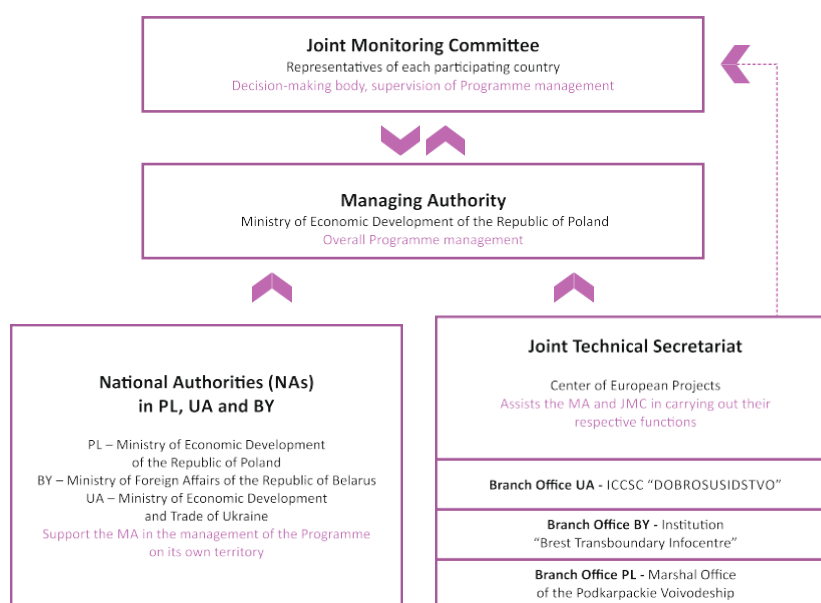 Joint Monitoring Committee
Representatives of each participating country
Decision-making body, supervision of Programme management
Managing Authority
Ministry of Economic Development of the Republic of Poland
Overall Programme management
National Authorities (NAs)
in PL, UA and BY
PL – Ministry of Economic Development
of the Republic of Poland
BY – Ministry of Foreign Affairs of the Republic of Belarus
UA – Ministry of Economic Development
and Trade of Ukraine
Support the MA in the management of the Programme
on its own territory
Joint Technical Secretariat
Center of European Projects
Assists the MA and JMC in carrying out their
respective functions
Branch Office UA - ICCSC “DOBROSUSIDSTVO”
Branch Office BY - Institution
“Brest Transboundary Infocentre”
Branch Office PL - Marshal Office
of the Podkarpackie Voivodeship